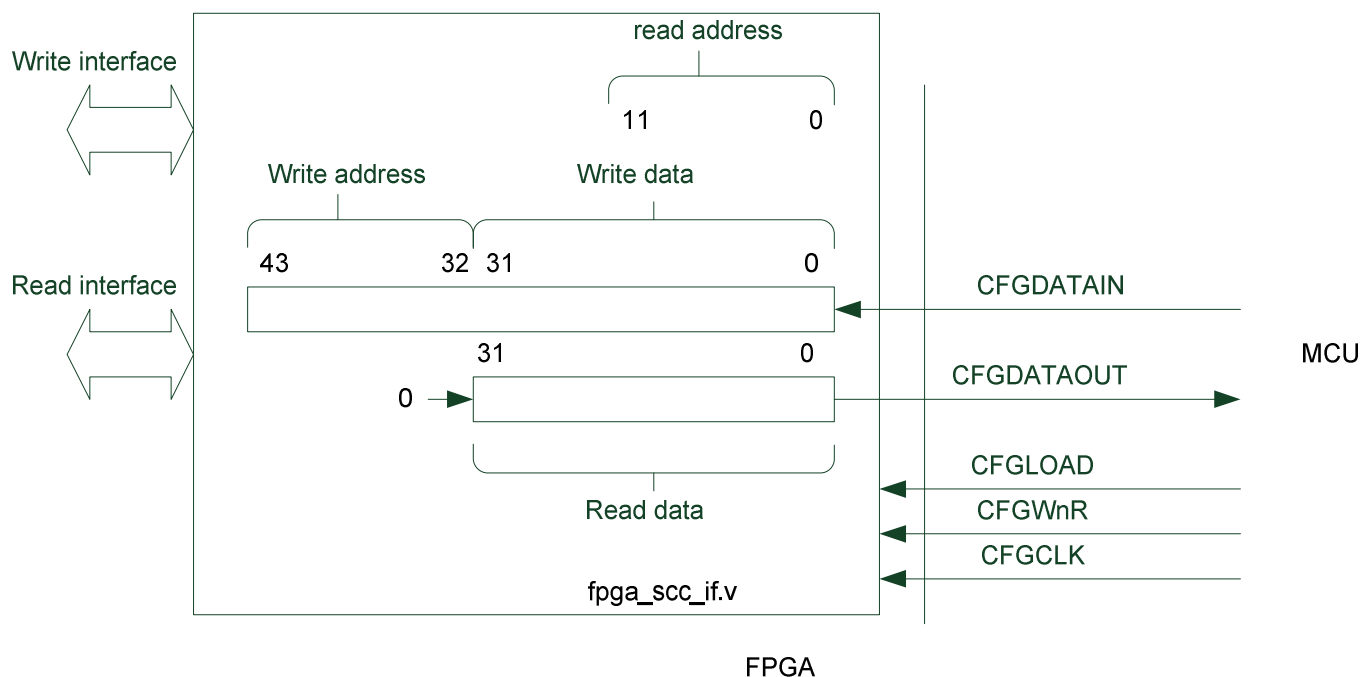 read address
Write interface
11 0
Write address Write data
43 32 31 0
Read interface CFGDATAIN
31 0 MCU
0 CFGDATAOUT
CFGLOAD
Read data CFGWnR
CFGCLK
fpga_scc_if.v
FPGA